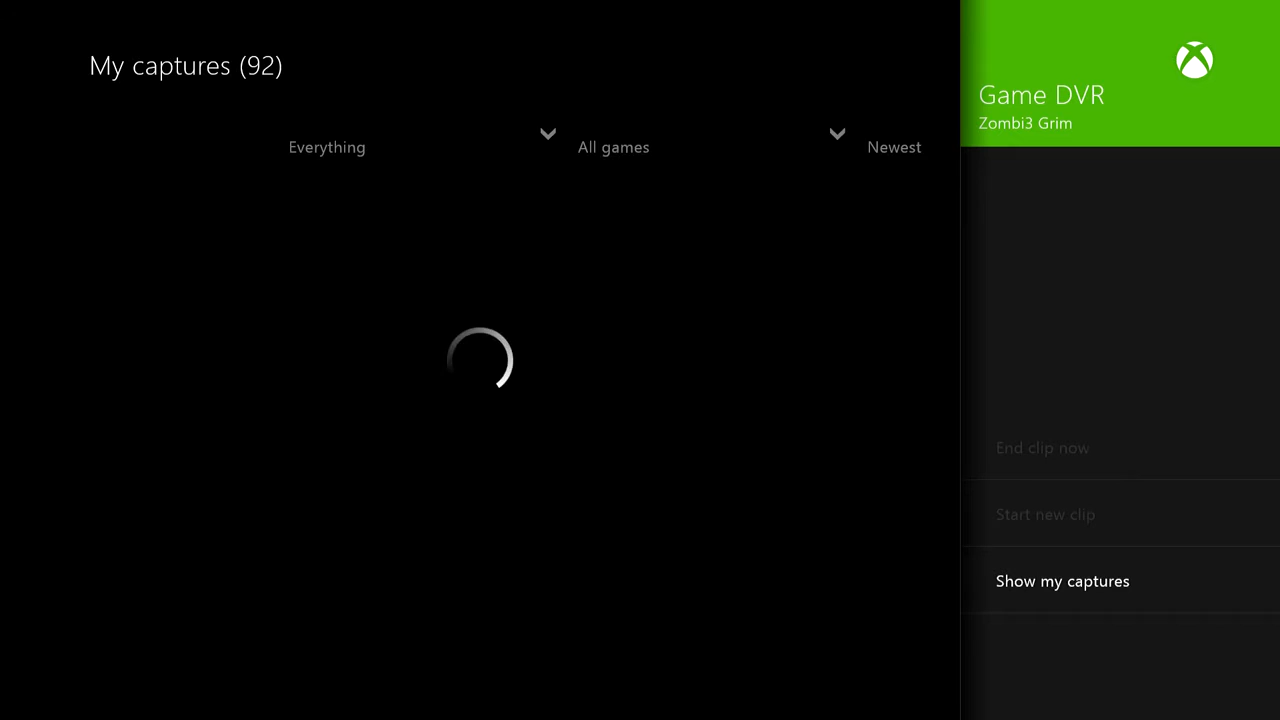 My captures (92)
Everything
All games
Newest
Game DVR
Zombi3 Grim
End clip now
Start new clip
Show my captures